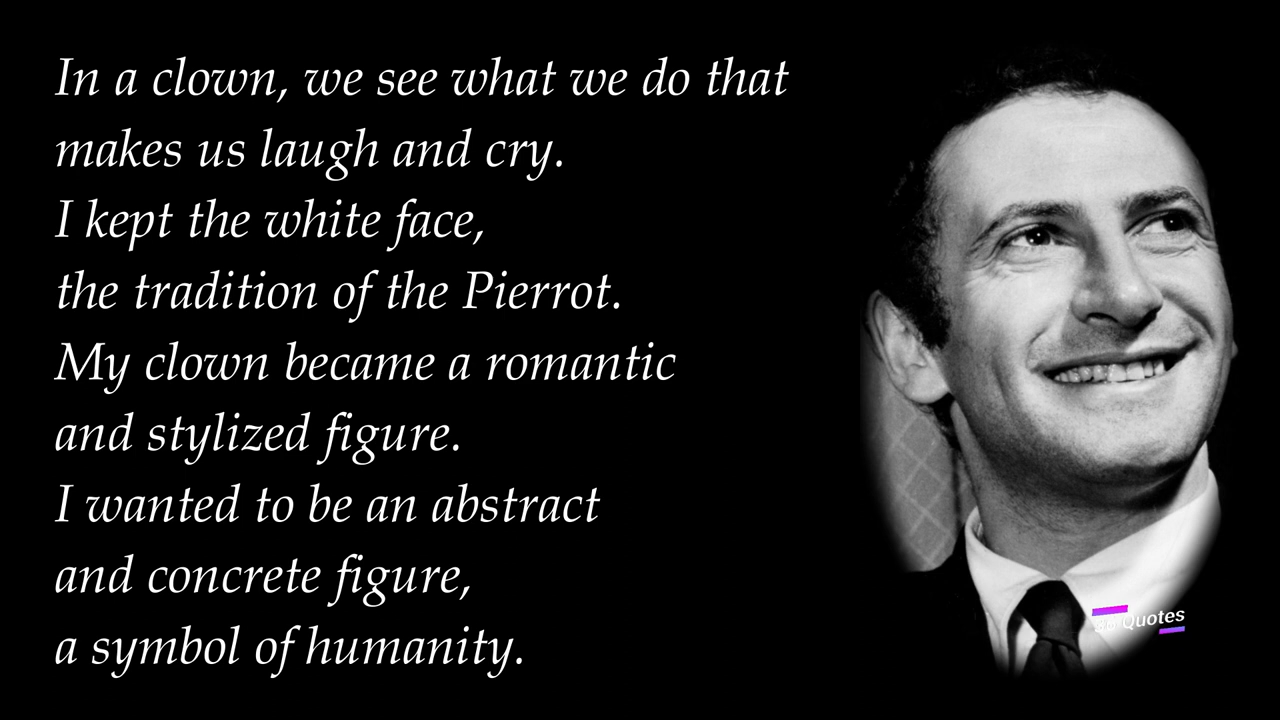 In a clown, we see what we do that
makes us laugh and cry.
I kept the white face,
the tradition of the Pierrot.
My clown became a romantic
and stylized figure.
I wanted to be an abstract
and concrete figure,
a symbol of humanity.
Quotes